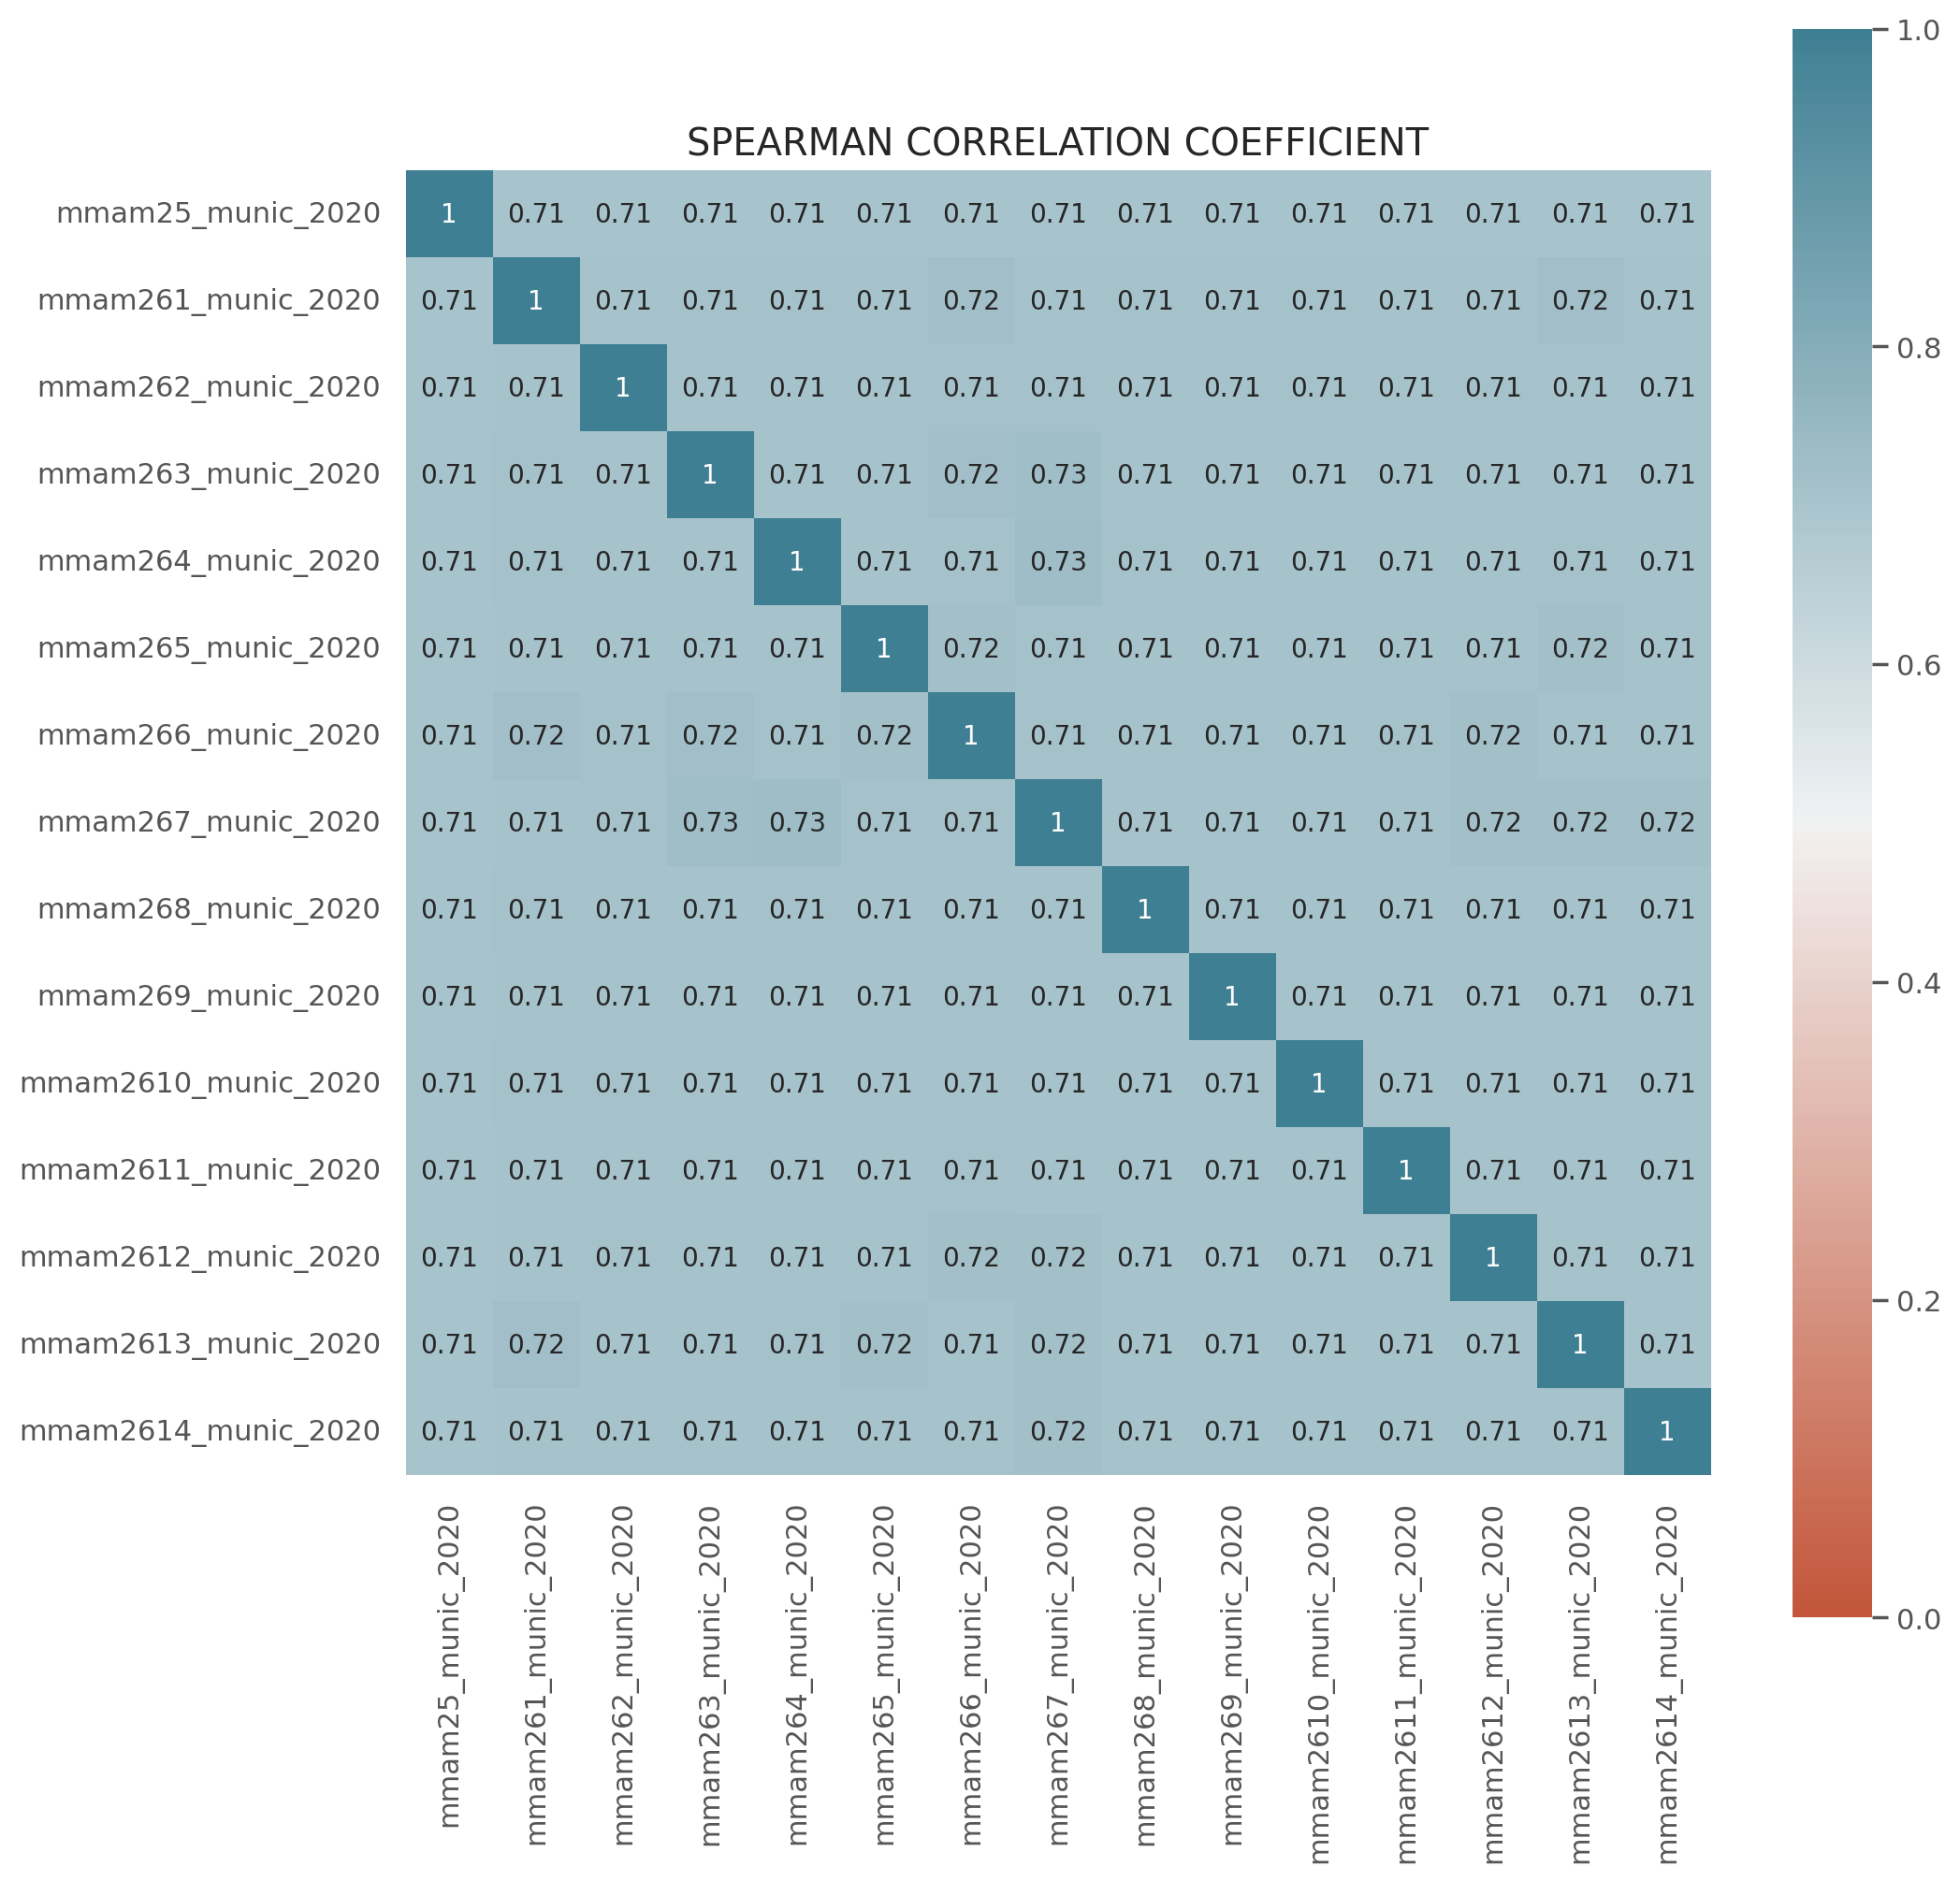 SPEARMAN CORRELATION COEFFICIENT
mmam25_munic_2020 1 0.71 0.71 0.71 0.71 0.71 0.71 0.71 0.71 0.71 0.71 0.71 0.71 0.71 0.71
mmam261_munic_2020 0.71 1 0.71 0.71 0.71 0.71 0.72 0.71 0.71 0.71 0.71 0.71 0.71 0.72 0.71
mmam262_munic_2020 0.71 0.71 1 0.71 0.71 0.71 0.71 0.71 0.71 0.71 0.71 0.71 0.71 0.71 0.71
mmam263_munic_2020 0.71 0.71 0.71 1 0.71 0.71 0.72 0.73 0.71 0.71 0.71 0.71 0.71 0.71 0.71
mmam264_munic_2020 0.71 0.71 0.71 0.71 1 0.71 0.71 0.73 0.71 0.71 0.71 0.71 0.71 0.71 0.71
mmam265_munic_2020 0.71 0.71 0.71 0.71 0.71 1 0.72 0.71 0.71 0.71 0.71 0.71 0.71 0.72 0.71
mmam266_munic_2020 0.71 0.72 0.71 0.72 0.71 0.72 1 0.71 0.71 0.71 0.71 0.71 0.72 0.71 0.71
mmam267_munic_2020 0.71 0.71 0.71 0.73 0.73 0.71 0.71 1 0.71 0.71 0.71 0.71 0.72 0.72 0.72
mmam268_munic_2020 0.71 0.71 0.71 0.71 0.71 0.71 0.71 0.71 1 0.71 0.71 0.71 0.71 0.71 0.71
mmam269_munic_2020 0.71 0.71 0.71 0.71 0.71 0.71 0.71 0.71 0.71 1 0.71 0.71 0.71 0.71 0.71
mmam2610_munic_2020 0.71 0.71 0.71 0.71 0.71 0.71 0.71 0.71 0.71 0.71 1 0.71 0.71 0.71 0.71
mmam2611_munic_2020 0.71 0.71 0.71 0.71 0.71 0.71 0.71 0.71 0.71 0.71 0.71 1 0.71 0.71 0.71
mmam2612_munic_2020 0.71 0.71 0.71 0.71 0.71 0.71 0.72 0.72 0.71 0.71 0.71 0.71 1 0.71 0.71
mmam2613_munic_2020 0.71 0.72 0.71 0.71 0.71 0.72 0.71 0.72 0.71 0.71 0.71 0.71 0.71 1 0.71
mmam2614_munic_2020 0.71 0.71 0.71 0.71 0.71 0.71 0.71 0.72 0.71 0.71 0.71 0.71 0.71 0.71 1
mmam25_munic_2020
mmam261_munic_2020
mmam262_munic_2020
mmam263_munic_2020
mmam264_munic_2020
mmam265_munic_2020
mmam266_munic_2020
mmam267_munic_2020
mmam268_munic_2020
mmam269_munic_2020
mmam2610_munic_2020
mmam2611_munic_2020
mmam2612_munic_2020
mmam2613_munic_2020
mmam2614_munic_2020
1.0
0.8
0.6
0.4
0.2
0.0